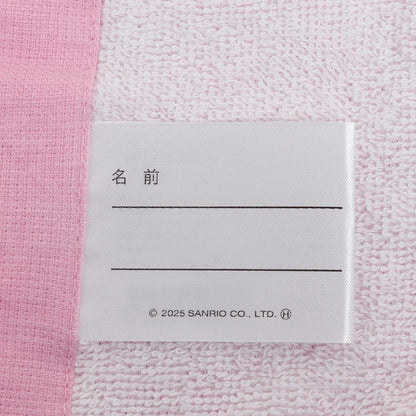 名 前
© 2025 SANRIO CO., LTD. Ⓗ